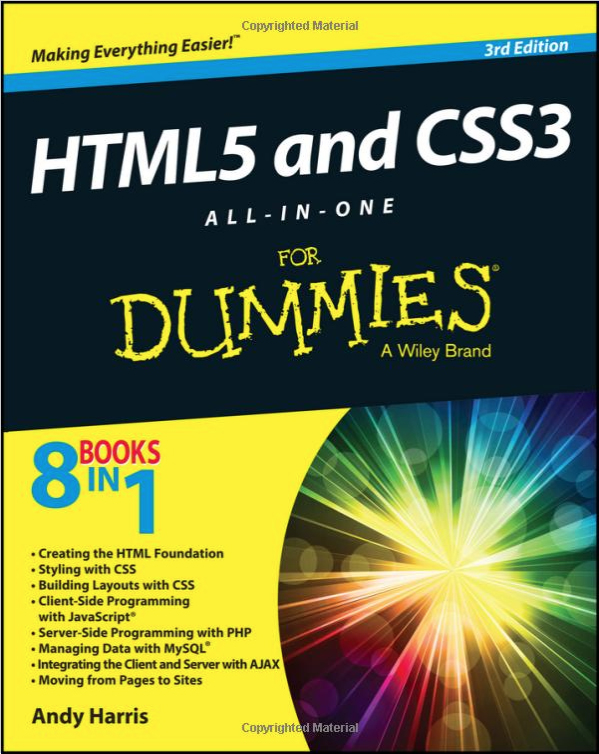 Copyrighted Material
Making Everything Easier!™
3rd Edition
HTML5 and CSS3
ALL-IN-ONE
FOR
DUMMIES®
A Wiley Brand
8 BOOKS IN 1
• Creating the HTML Foundation
• Styling with CSS
• Building Layouts with CSS
• Client-Side Programming
with JavaScript®
• Server-Side Programming with PHP
• Managing Data with MySQL®
• Integrating the Client and Server with AJAX
• Moving from Pages to Sites
Andy Harris
Copyrighted Material